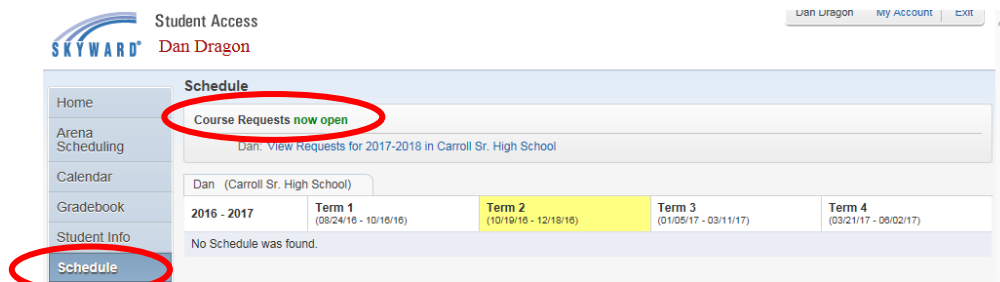 Student Access
Dan Dragon My Account Exit
SKYWARD®
Dan Dragon
Schedule
Home
Course Requests now open
Arena
Scheduling
Dan: View Requests for 2017-2018 in Carroll Sr. High School
Calendar
Dan (Carroll Sr. High School)
Gradebook
2016 - 2017
Term 1
(08/24/16 - 10/16/16)
Term 2
(10/19/16 - 12/18/16)
Term 3
(01/05/17 - 03/11/17)
Term 4
(03/21/17 - 06/02/17)
Student Info
No Schedule was found.
Schedule